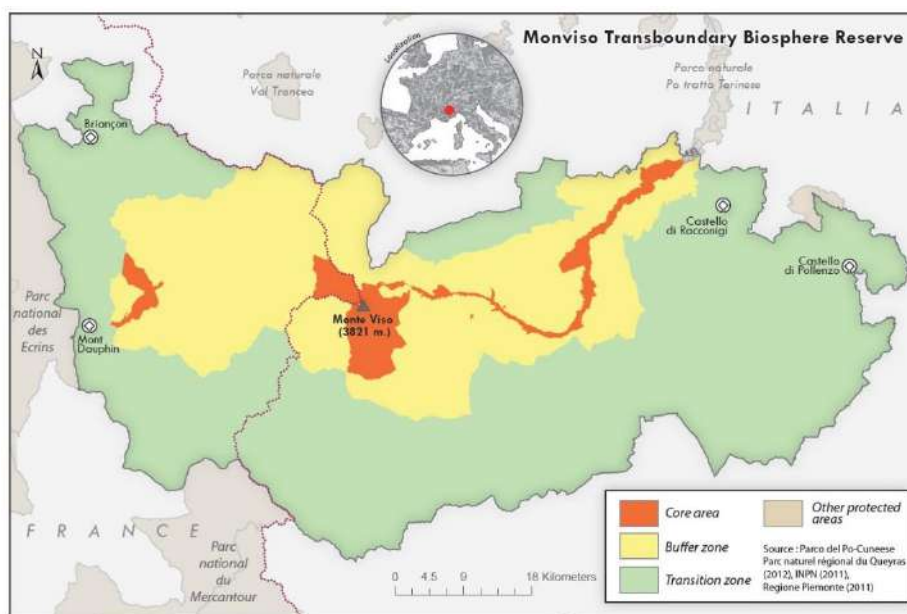 Monviso Transboundary Biosphere Reserve
Localization
N
Parco naturale
Val Troncea
Parco naturale
Po tratto Torinese
ITALIA
Briançon
Castello
di Racconigi
Castello
di Pollenzo
Parc
national
des
Ecrins
Mont
Dauphin
Monte Viso
(3821 m.)
FRANCE
Parc
national du
Mercantour
0 4.5 9 18 Kilometers
Core area
Other protected
areas
Buffer zone
Transition zone
Source : Parco del Po-Cuneese
Parc naturel régional du Queyras
(2012), INPN (2011),
Regione Piemonte (2011)